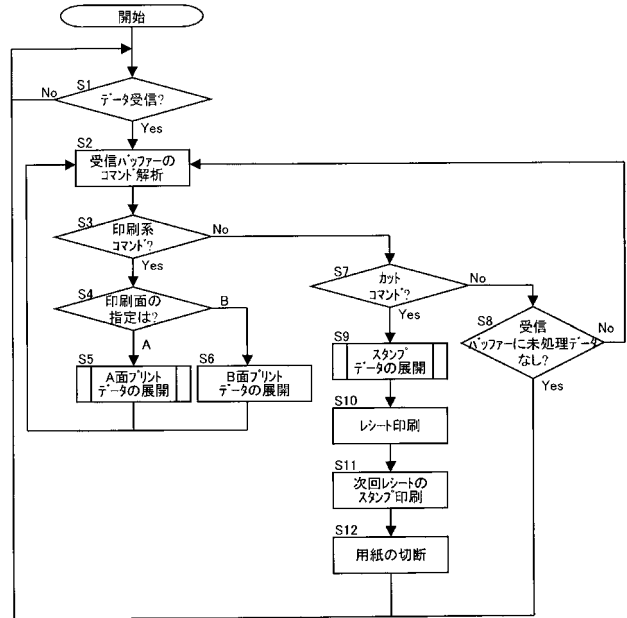 開始
S1
データ受信?
No
Yes
S2
受信バッファーの
コマンド解析
S3
印刷系
コマンド?
No
Yes
S4
印刷面の
指定は?
B
A
S5
A面プリント
データの展開
S6
B面プリント
データの展開
S7
カット
コマンド?
No
Yes
S8
受信
バッファーに未処理データ
なし?
No
Yes
S9
スタンプ
データの展開
S10
レシート印刷
S11
次回レシートの
スタンプ印刷
S12
用紙の切断